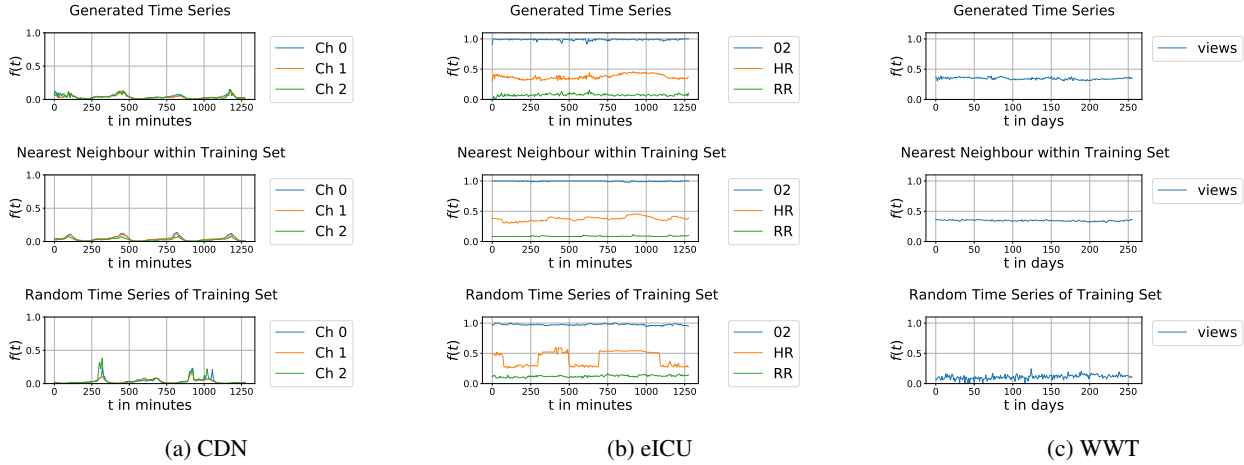 Generated Time Series
1.0
0.5
0.0
f(t)
0 250 500 750 1000 1250
t in minutes
Ch 0
Ch 1
Ch 2
Nearest Neighbour within Training Set
1.0
0.5
0.0
f(t)
0 250 500 750 1000 1250
t in minutes
Ch 0
Ch 1
Ch 2
Random Time Series of Training Set
1.0
0.5
0.0
f(t)
0 250 500 750 1000 1250
t in minutes
Ch 0
Ch 1
Ch 2
(a) CDN
Generated Time Series
1.0
0.5
0.0
f(t)
0 250 500 750 1000 1250
t in minutes
02
HR
RR
Nearest Neighbour within Training Set
1.0
0.5
0.0
f(t)
0 250 500 750 1000 1250
t in minutes
02
HR
RR
Random Time Series of Training Set
1.0
0.5
0.0
f(t)
0 250 500 750 1000 1250
t in minutes
02
HR
RR
(b) eICU
Generated Time Series
1.0
0.5
0.0
f(t)
0 50 100 150 200 250
t in days
views
Nearest Neighbour within Training Set
1.0
0.5
0.0
f(t)
0 50 100 150 200 250
t in days
views
Random Time Series of Training Set
1.0
0.5
0.0
f(t)
0 50 100 150 200 250
t in days
views
(c) WWT